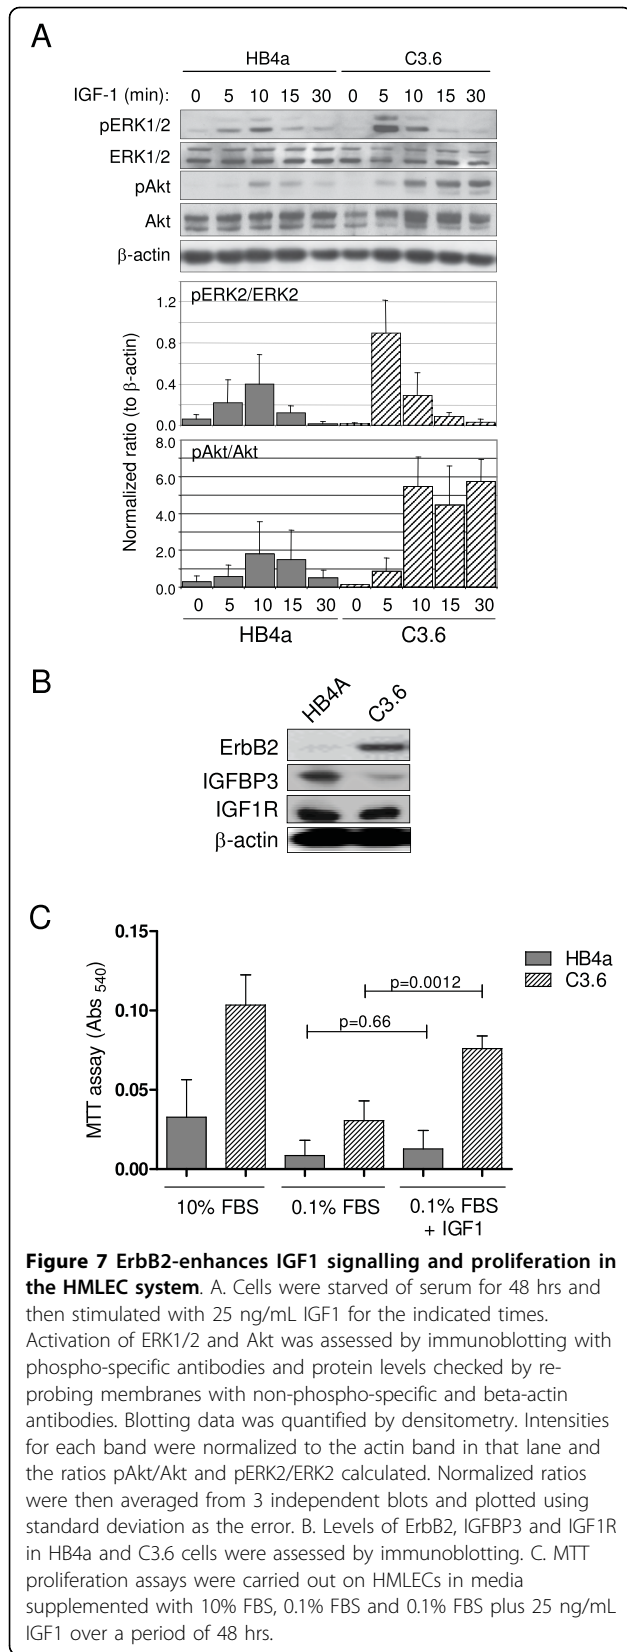 A
HB4a C3.6
IGF-1 (min): 0 5 10 15 30 0 5 10 15 30
pERK1/2
ERK1/2
pAkt
Akt
β-actin
pERK2/ERK2
1.2
0.8
0.4
0.0
Normalized ratio (to β-actin)
pAkt/Akt
8.0
6.0
4.0
2.0
0.0
0 5 10 15 30 0 5 10 15 30
HB4a C3.6
B
HB4A C3.6
ErbB2
IGFBP3
IGF1R
β-actin
C
MTT assay (Abs 540)
0.15
0.10
0.05
0.00
HB4a
C3.6
p=0.0012
p=0.66
10% FBS 0.1% FBS 0.1% FBS
+ IGF1
Figure 7 ErbB2-enhances IGF1 signalling and proliferation in
the HMLEC system. A. Cells were starved of serum for 48 hrs and
then stimulated with 25 ng/mL IGF1 for the indicated times.
Activation of ERK1/2 and Akt was assessed by immunoblotting with
phospho-specific antibodies and protein levels checked by re-
probing membranes with non-phospho-specific and beta-actin
antibodies. Blotting data was quantified by densitometry. Intensities
for each band were normalized to the actin band in that lane and
the ratios pAkt/Akt and pERK2/ERK2 calculated. Normalized ratios
were then averaged from 3 independent blots and plotted using
standard deviation as the error. B. Levels of ErbB2, IGFBP3 and IGF1R
in HB4a and C3.6 cells were assessed by immunoblotting. C. MTT
proliferation assays were carried out on HMLECs in media
supplemented with 10% FBS, 0.1% FBS and 0.1% FBS plus 25 ng/mL
IGF1 over a period of 48 hrs.